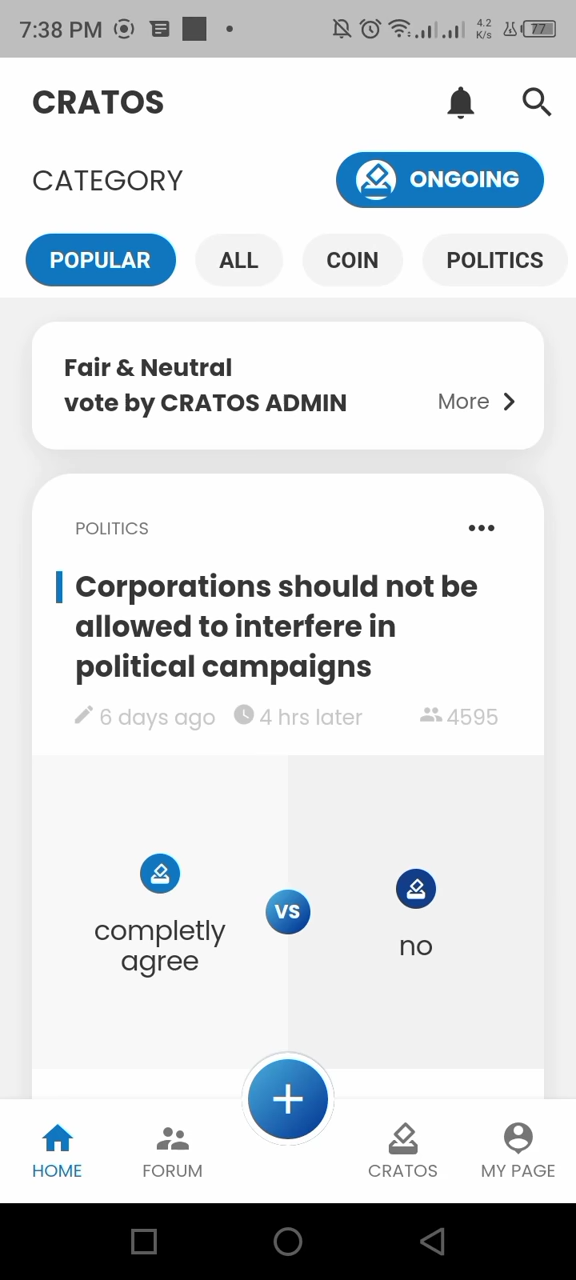 7:38 PM
4.2
K/s
77
CRATOS
CATEGORY
ONGOING
POPULAR
ALL
COIN
POLITICS
Fair & Neutral
vote by CRATOS ADMIN
More
POLITICS
Corporations should not be
allowed to interfere in
political campaigns
6 days ago
4 hrs later
4595
completly
agree
VS
no
HOME
FORUM
CRATOS
MY PAGE